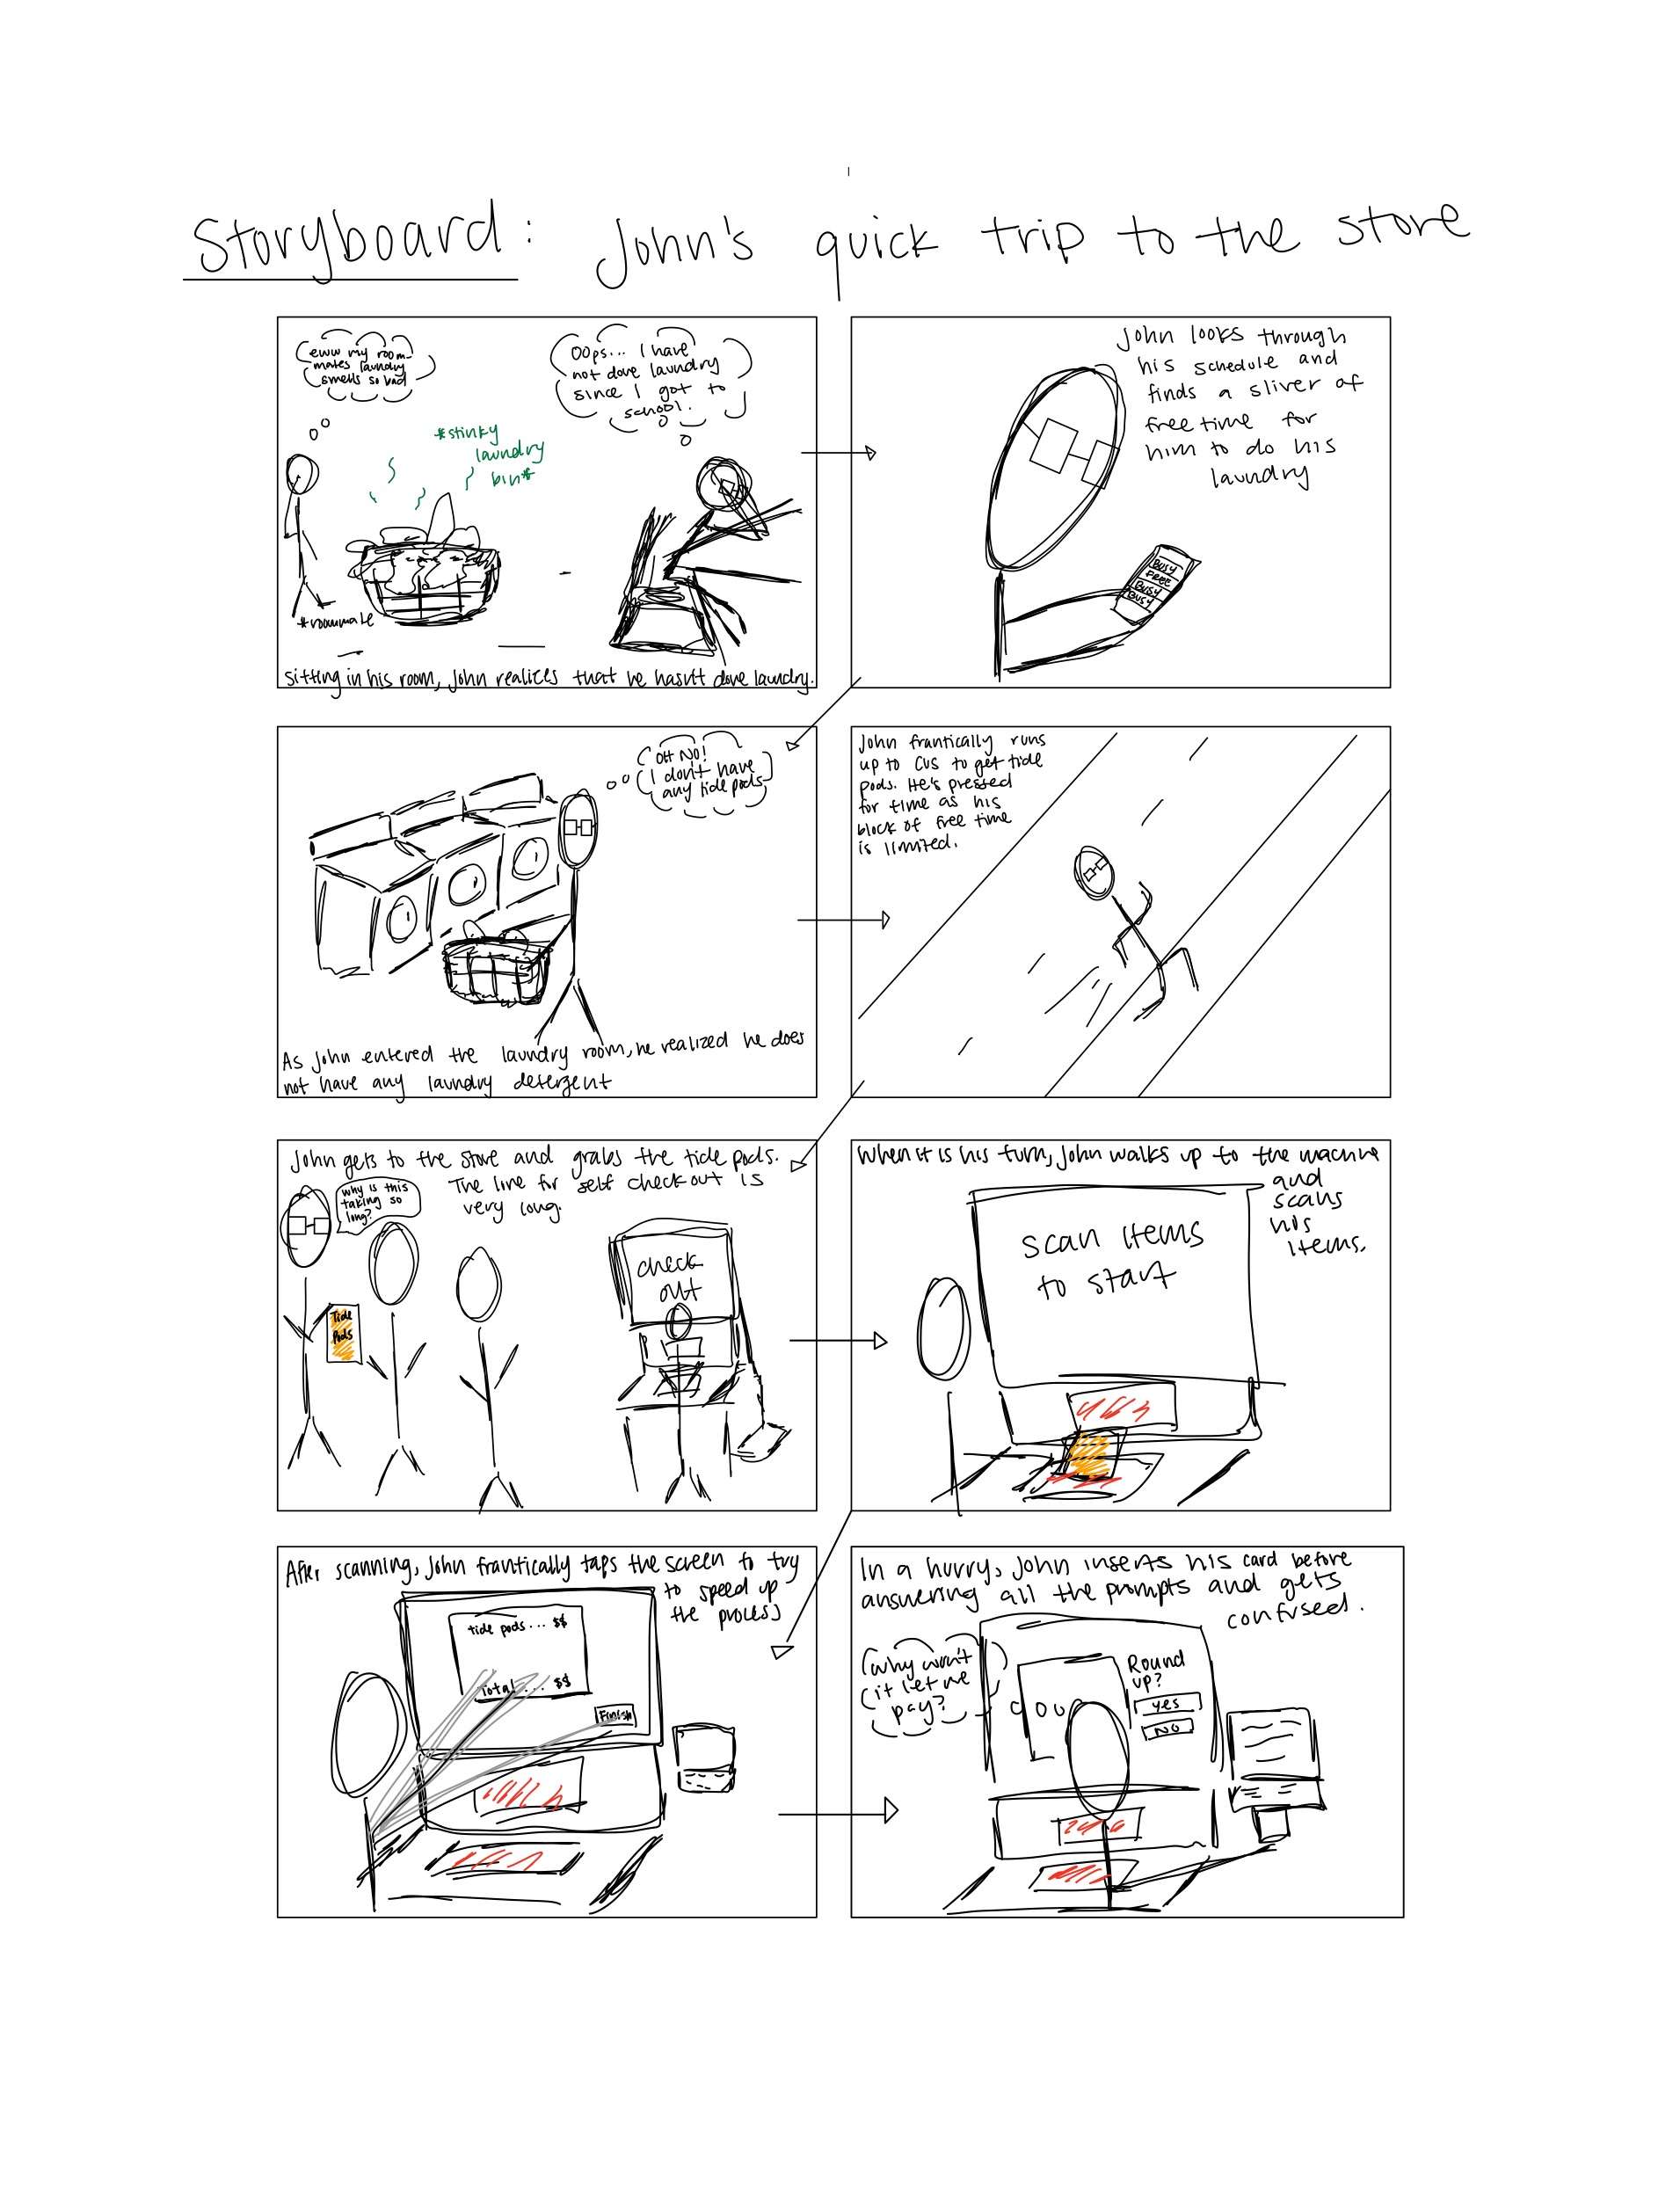 Storyboard: John's quick trip to the store
eww my room-
mates laundry
smells so bad
Oops... I have
not done laundry
since I got to
school.
*stinky
laundry
bin*
*roommate
Sitting in his room, John realizes that he hasn't done laundry.
John looks through
his schedule and
finds a sliver of
free time for
him to do his
laundry
BUSY
FREE
BUSY
BUSY
OH NO!
I don't have
any tide pods
As John entered the laundry room, he realized he does
not have any laundry detergent
John frantically runs
up to CVS to get tide
pods. He's pressed
for time as his
block of free time
is limited.
John gets to the store and grabs the tide pods.
The line for self checkout is
very long.
why is this
taking so
long?
Tide
Pods
check
out
When it is his turn, John walks up to the machine
and
scans
his
items.
scan items
to start
After scanning, John frantically taps the screen to try
to speed up
the process
tide pods... $$
Total... $$
Finish
In a hurry, John inserts his card before
answering all the prompts and gets
confused.
why won't
it let me
pay?
Round
up?
yes
NO